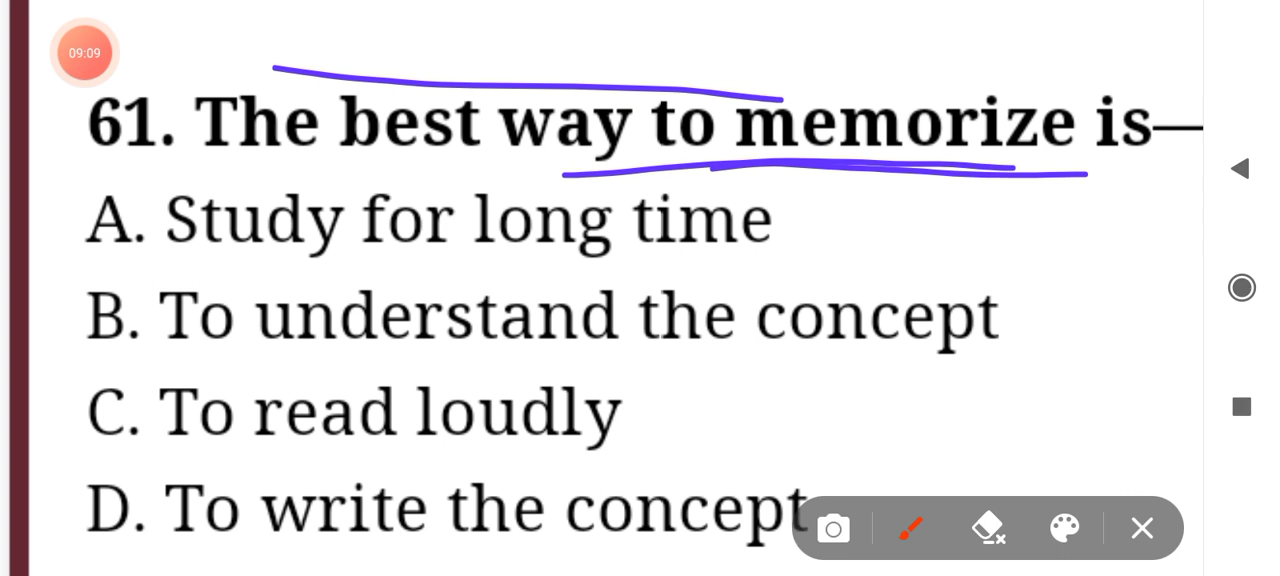 09:09
61. The best way to memorize is—
A. Study for long time
B. To understand the concept
C. To read loudly
D. To write the concept